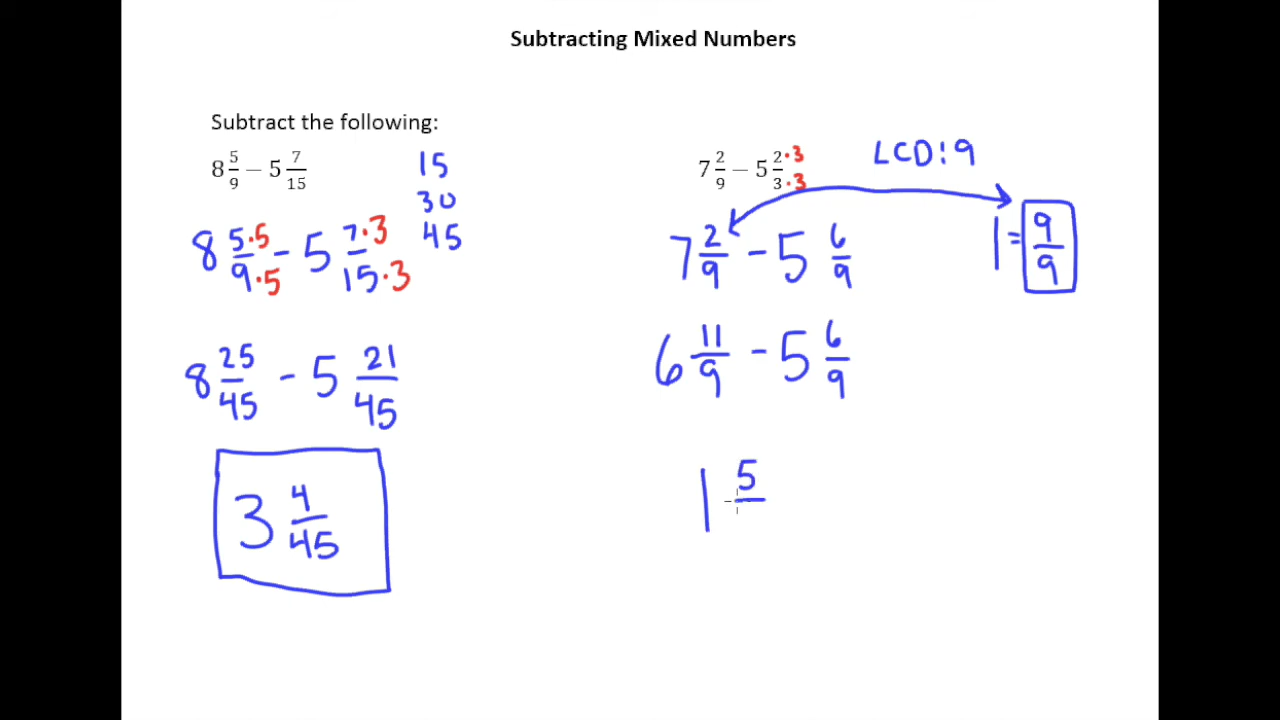 Subtracting Mixed Numbers
Subtract the following:
8 5/9 – 5 7/15
15
30
45
8 5·5/9·5 - 5 7·3/15·3
8 25/45 - 5 21/45
3 4/45
7 2/9 – 5 2·3/3·3
LCD: 9
7 2/9 - 5 6/9
1 = 9/9
6 11/9 - 5 6/9
1 5/